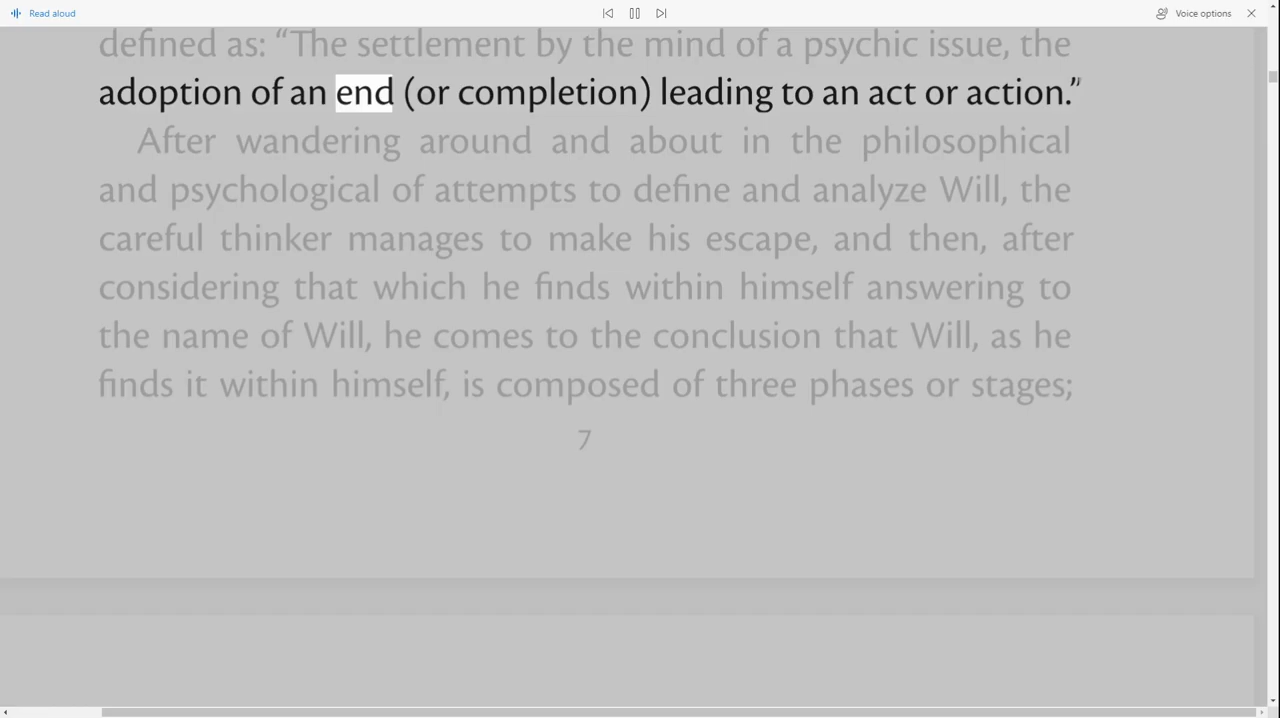 Read aloud
Voice options
defined as: “The settlement by the mind of a psychic issue, the
adoption of an end (or completion) leading to an act or action.”
After wandering around and about in the philosophical
and psychological of attempts to define and analyze Will, the
careful thinker manages to make his escape, and then, after
considering that which he finds within himself answering to
the name of Will, he comes to the conclusion that Will, as he
finds it within himself, is composed of three phases or stages;
7